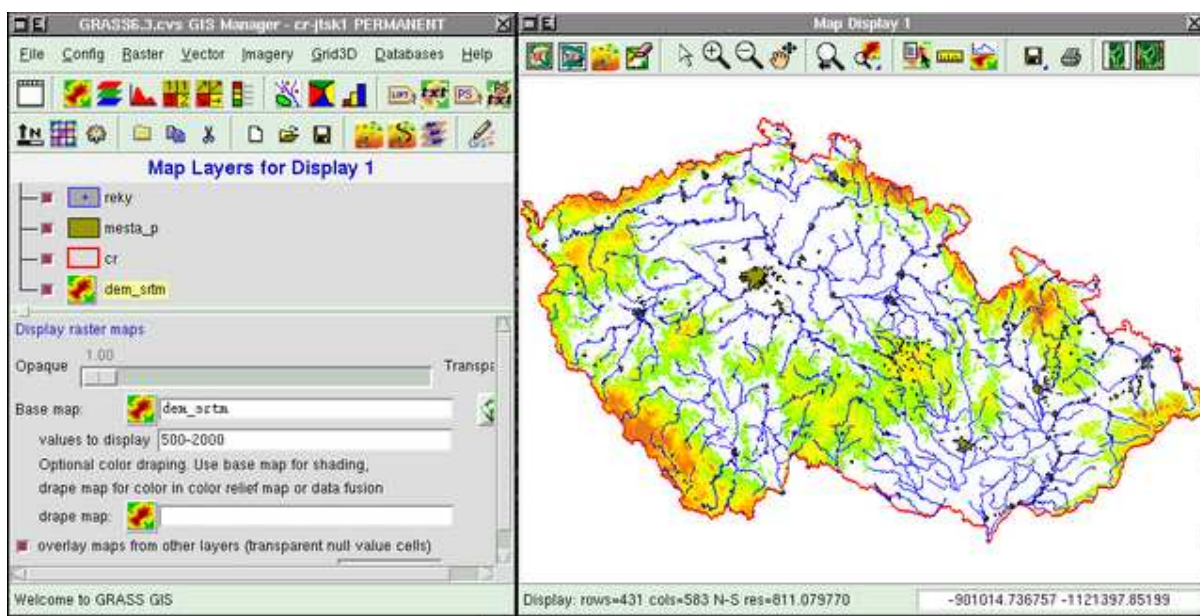 GRASS6.3.cvs GIS Manager - cr-jtsk1 PERMANENT
File Config Raster Vector Imagery Grid3D Databases Help
Map Layers for Display 1
reky
mesta_p
cr
dem_srtm
Display raster maps
1.00
Opaque
Transpa
Base map:
dem_srtm
values to display
500-2000
Optional color draping. Use base map for shading,
drape map for color in color relief map or data fusion
drape map:
overlay maps from other layers (transparent null value cells)
Welcome to GRASS GIS
Map Display 1
Display: rows=431 cols=583 N-S res=811.079770
-901014.736757 -1121397.85199